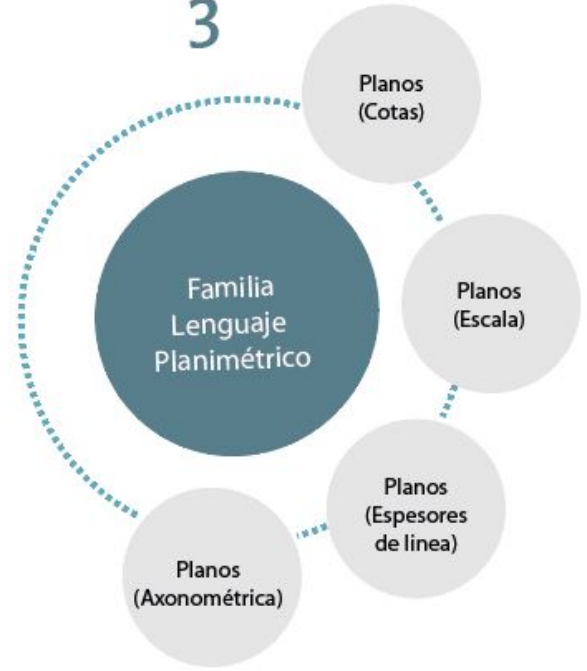 3
Planos
(Cotas)
Planos
(Escala)
Familia
Lenguaje
Planimétrico
Planos
(Espesores
de linea)
Planos
(Axonométrica)